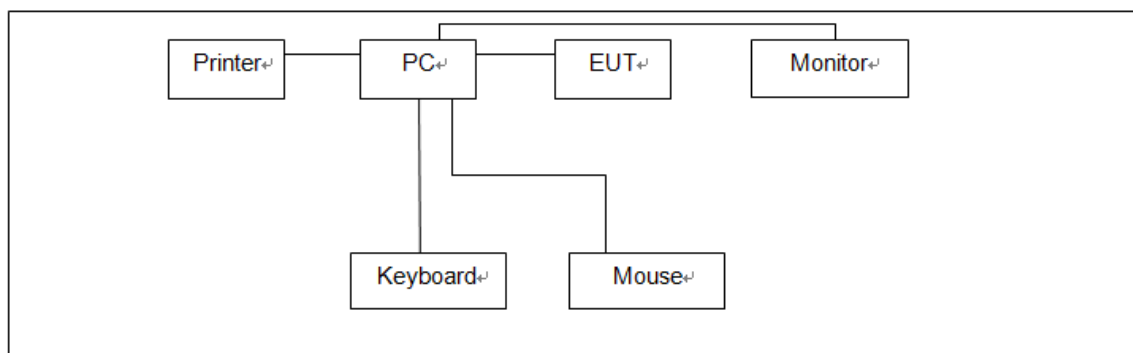 Printer
PC
EUT
Monitor
Keyboard
Mouse